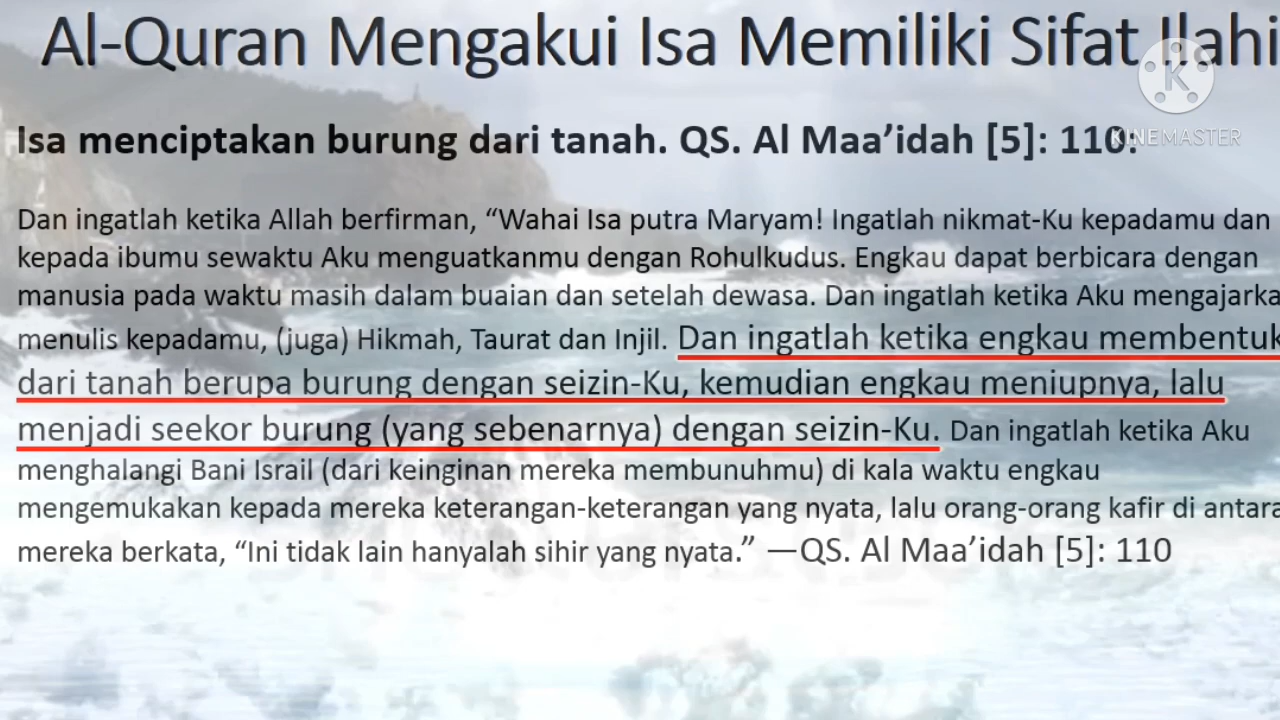 Al-Quran Mengakui Isa Memiliki Sifat Ilahi
Isa menciptakan burung dari tanah. QS. Al Maa’idah [5]: 110:
KINEMASTER
Dan ingatlah ketika Allah berfirman, “Wahai Isa putra Maryam! Ingatlah nikmat-Ku kepadamu dan
kepada ibumu sewaktu Aku menguatkanmu dengan Rohulkudus. Engkau dapat berbicara dengan
manusia pada waktu masih dalam buaian dan setelah dewasa. Dan ingatlah ketika Aku mengajarka
menulis kepadamu, (juga) Hikmah, Taurat dan Injil. Dan ingatlah ketika engkau membentuk
dari tanah berupa burung dengan seizin-Ku, kemudian engkau meniupnya, lalu
menjadi seekor burung (yang sebenarnya) dengan seizin-Ku. Dan ingatlah ketika Aku
menghalangi Bani Israil (dari keinginan mereka membunuhmu) di kala waktu engkau
mengemukakan kepada mereka keterangan-keterangan yang nyata, lalu orang-orang kafir di antara
mereka berkata, “Ini tidak lain hanyalah sihir yang nyata.” —QS. Al Maa’idah [5]: 110